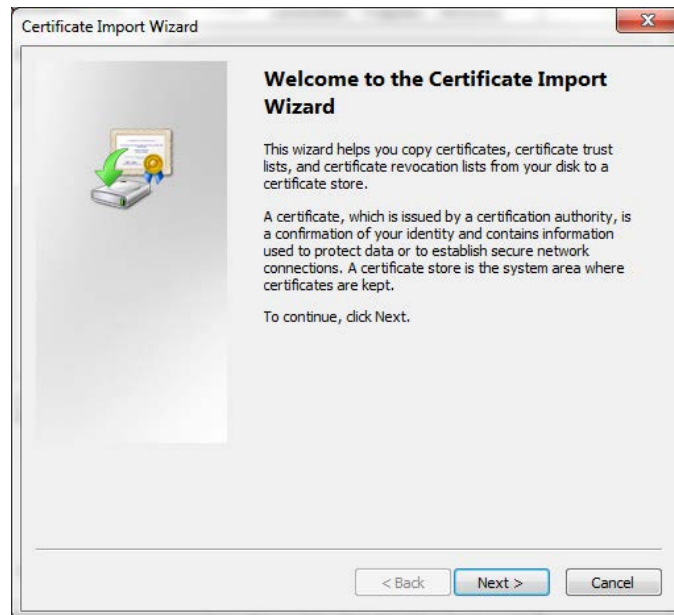 Certificate Import Wizard
Welcome to the Certificate Import
Wizard
This wizard helps you copy certificates, certificate trust
lists, and certificate revocation lists from your disk to a
certificate store.
A certificate, which is issued by a certification authority, is
a confirmation of your identity and contains information
used to protect data or to establish secure network
connections. A certificate store is the system area where
certificates are kept.
To continue, click Next.
< Back
Next >
Cancel